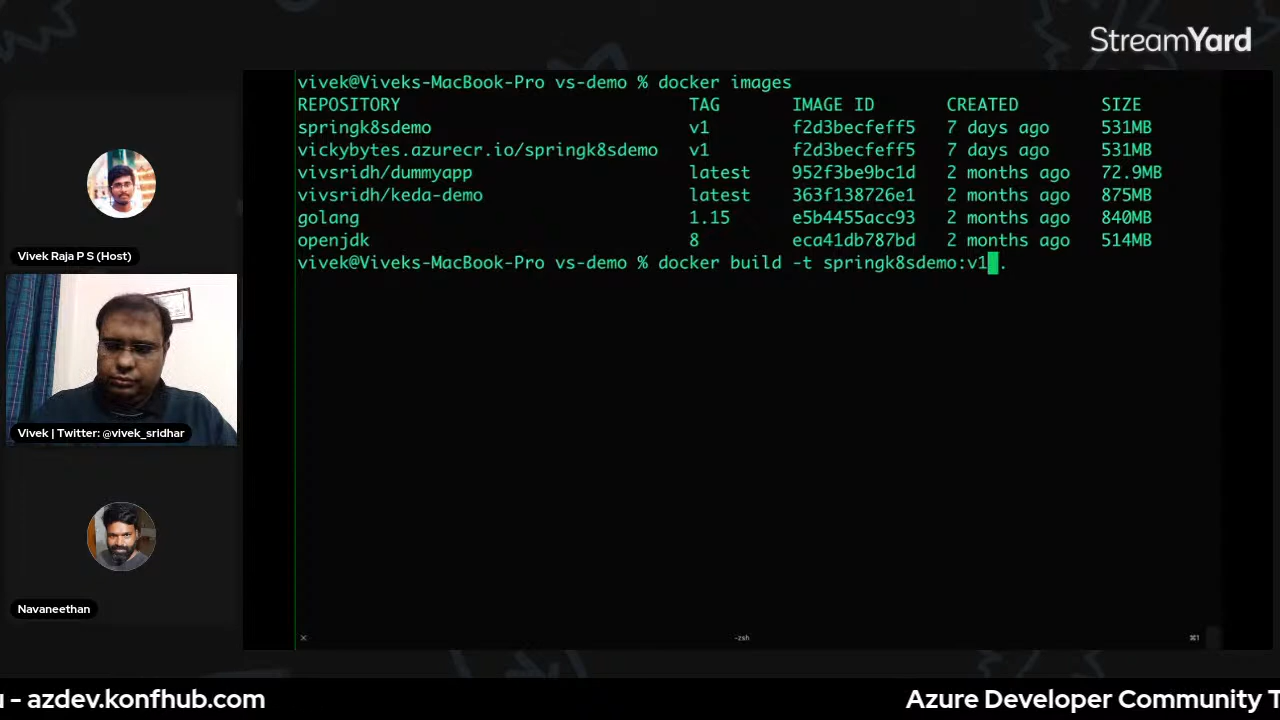 StreamYard
vivek@Viveks-MacBook-Pro vs-demo % docker images
REPOSITORY TAG IMAGE ID CREATED SIZE
springk8sdemo v1 f2d3becfeff5 7 days ago 531MB
vickybytes.azurecr.io/springk8sdemo v1 f2d3becfeff5 7 days ago 531MB
vivsridh/dummyapp latest 952f3be9bc1d 2 months ago 72.9MB
vivsridh/keda-demo latest 363f138726e1 2 months ago 875MB
golang 1.15 e5b4455acc93 2 months ago 840MB
openjdk 8 eca41db787bd 2 months ago 514MB
vivek@Viveks-MacBook-Pro vs-demo % docker build -t springk8sdemo:v1 .
Vivek Raja P S (Host)
Vivek | Twitter: @vivek_sridhar
Navaneethan
-zsh
⌘1
- azdev.konfhub.com
Azure Developer Community T